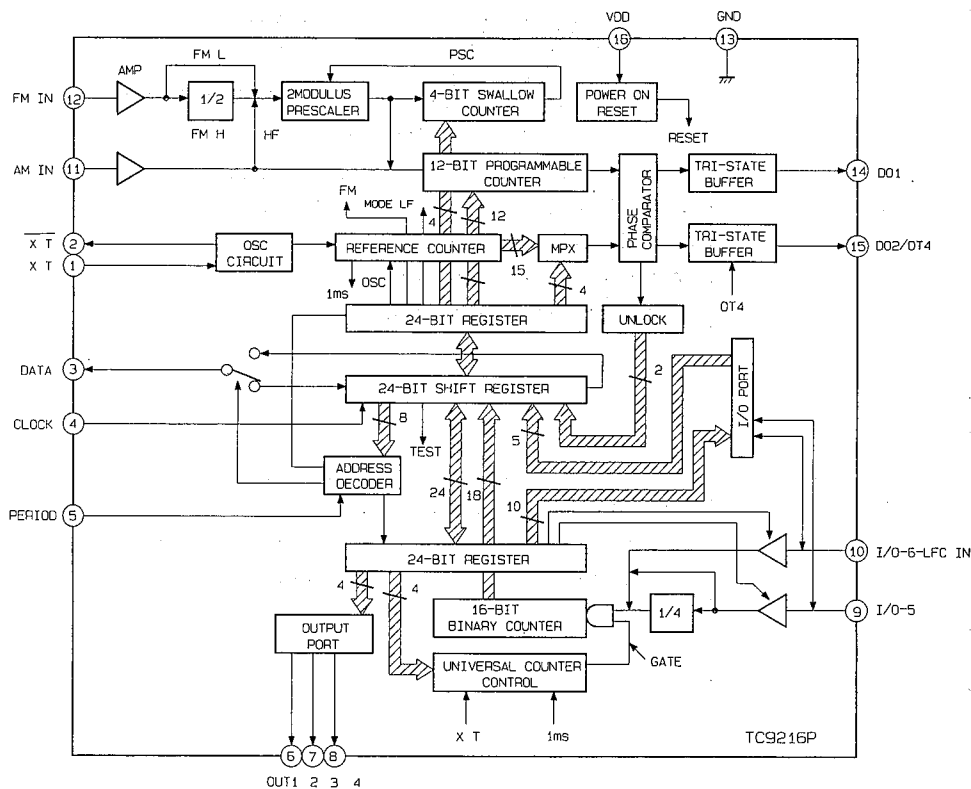 VDD
GND
16
13
PSC
FM L
AMP
FM IN
12
1/2
2MODULUS
PRESCALER
4-BIT SWALLOW
COUNTER
POWER ON
RESET
FM H
HF
RESET
AM IN
11
12-BIT PROGRAMMABLE
COUNTER
PHASE COMPARATOR
TRI-STATE
BUFFER
14
DO1
FM
MODE LF
4
12
X T
2
X T
1
OSC
CIRCUIT
REFERENCE COUNTER
15
MPX
TRI-STATE
BUFFER
15
DO2/OT4
1ms
OSC
4
OT4
24-BIT REGISTER
UNLOCK
DATA
3
24-BIT SHIFT REGISTER
2
I/O PORT
CLOCK
4
8
TEST
5
ADDRESS
DECODER
24
18
10
PERIOD
5
24-BIT REGISTER
10
I/O-6-LFC IN
4
4
16-BIT
BINARY COUNTER
1/4
9
I/O-5
OUTPUT
PORT
UNIVERSAL COUNTER
CONTROL
GATE
X T
1ms
TC9216P
6
7
8
OUT1
2
3
4